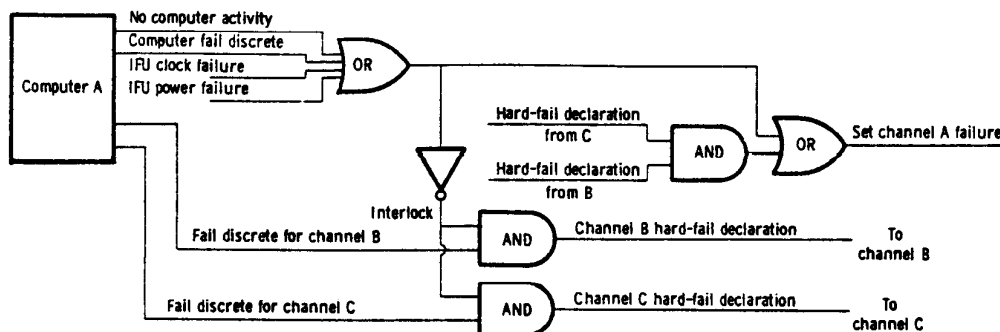 No computer activity
Computer fail discrete
IFU clock failure
IFU power failure
Computer A
OR
Hard-fail declaration
from C
Hard-fail declaration
from B
AND
OR
Set channel A failure
Interlock
Fail discrete for channel B
AND
Channel B hard-fail declaration
To
channel B
Fail discrete for channel C
AND
Channel C hard-fail declaration
To
channel C